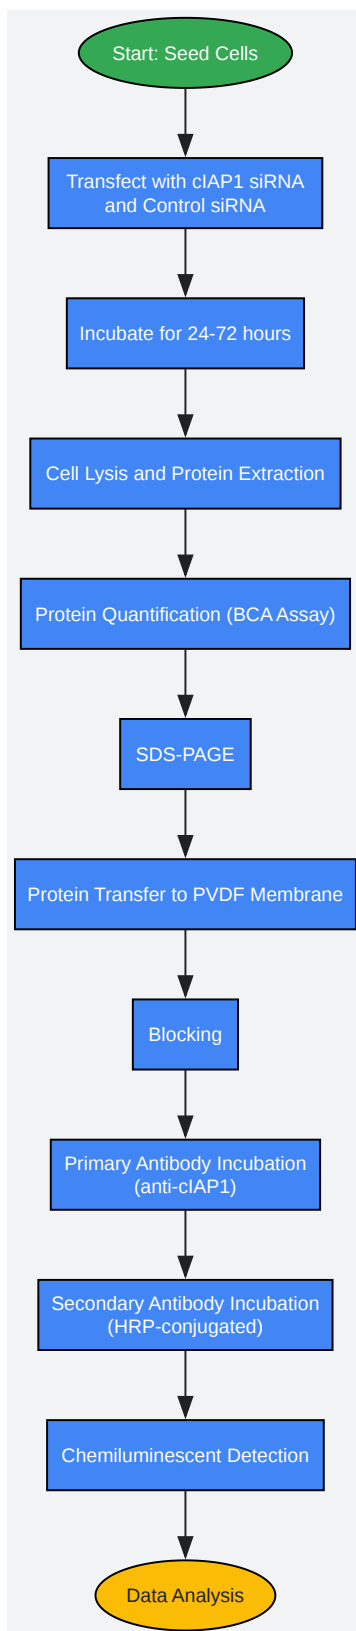 Start: Seed Cells
Transfect with cIAP1 siRNA
and Control siRNA
Incubate for 24-72 hours
Cell Lysis and Protein Extraction
Protein Quantification (BCA Assay)
SDS-PAGE
Protein Transfer to PVDF Membrane
Blocking
Primary Antibody Incubation
(anti-cIAP1)
Secondary Antibody Incubation
(HRP-conjugated)
Chemiluminescent Detection
Data Analysis